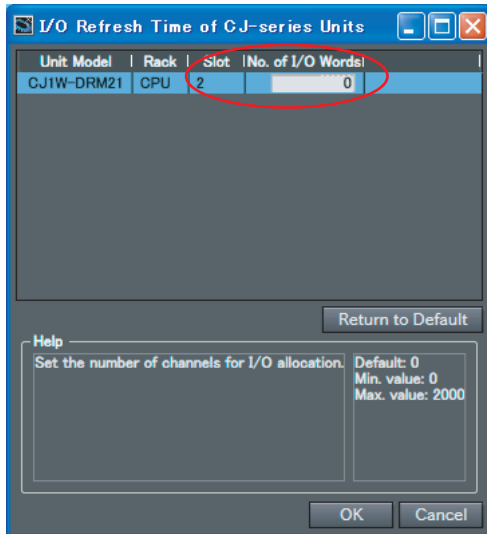 I/O Refresh Time of CJ-series Units
Unit Model Rack Slot No. of I/O Words
CJ1W-DRM21 CPU 2 0
Return to Default
Help
Set the number of channels for I/O allocation.
Default: 0
Min. value: 0
Max. value: 2000
OK Cancel